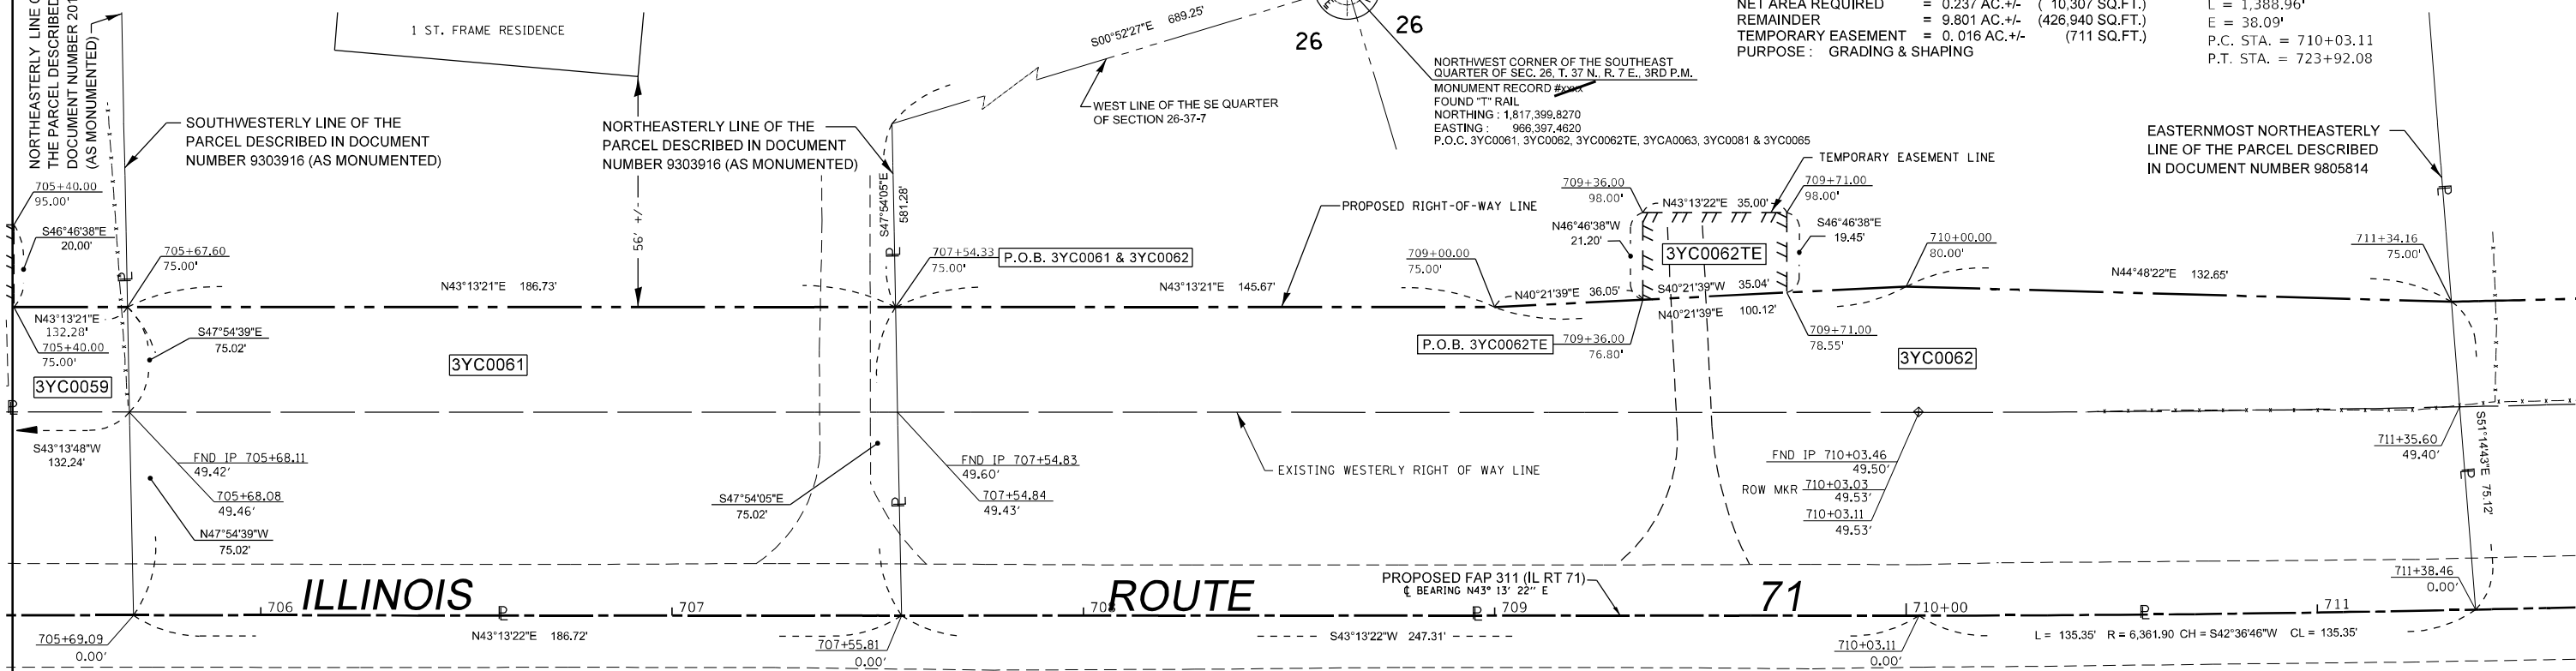 NORTHEASTERLY LINE O
THE PARCEL DESCRIBED
DOCUMENT NUMBER 201
(AS MONUMENTED)
1 ST. FRAME RESIDENCE
SOUTHWESTERLY LINE OF THE
PARCEL DESCRIBED IN DOCUMENT
NUMBER 9303916 (AS MONUMENTED)
NORTHEASTERLY LINE OF THE
PARCEL DESCRIBED IN DOCUMENT
NUMBER 9303916 (AS MONUMENTED)
S00°52'27"E 689.25'
WEST LINE OF THE SE QUARTER
OF SECTION 26-37-7
26
26
NORTHWEST CORNER OF THE SOUTHEAST
QUARTER OF SEC. 26, T. 37 N., R. 7 E., 3RD P.M.
MONUMENT RECORD #xxxx
FOUND "T" RAIL
NORTHING : 1,817,399.8270
EASTING : 966,397.4620
P.O.C. 3YC0061, 3YC0062, 3YC0062TE, 3YCA0063, 3YC0081 & 3YC0065
NET AREA REQUIRED = 0.237 AC.+/- ( 10,307 SQ.FT.)
REMAINDER = 9.801 AC.+/- (426,940 SQ.FT.)
TEMPORARY EASEMENT = 0.016 AC.+/- (711 SQ.FT.)
PURPOSE : GRADING & SHAPING
L = 1,388.96'
E = 38.09'
P.C. STA. = 710+03.11
P.T. STA. = 723+92.08
EASTERNMOST NORTHEASTERLY
LINE OF THE PARCEL DESCRIBED
IN DOCUMENT NUMBER 9805814
705+40.00
95.00'
S46°46'38"E
20.00'
705+67.60
75.00'
56' +/-
S47°54'05"E
581.28'
707+54.33
75.00'
P.O.B. 3YC0061 & 3YC0062
PROPOSED RIGHT-OF-WAY LINE
TEMPORARY EASEMENT LINE
709+36.00
98.00'
N43°13'22"E 35.00'
709+71.00
98.00'
N46°46'38"W
21.20'
3YC0062TE
S46°46'38"E
19.45'
709+00.00
75.00'
710+00.00
80.00'
711+34.16
75.00'
N43°13'21"E 186.73'
N43°13'21"E 145.67'
N40°21'39"E 36.05'
S40°21'39"W 35.04'
N40°21'39"E 100.12'
N44°48'22"E 132.65'
N43°13'21"E
132.28'
705+40.00
75.00'
S47°54'39"E
75.02'
3YC0059
3YC0061
P.O.B. 3YC0062TE
709+36.00
76.80'
709+71.00
78.55'
3YC0062
S43°13'48"W
132.24'
FND IP 705+68.11
49.42'
705+68.08
49.46'
N47°54'39"W
75.02'
S47°54'05"E
75.02'
FND IP 707+54.83
49.60'
707+54.84
49.43'
EXISTING WESTERLY RIGHT OF WAY LINE
FND IP 710+03.46
49.50'
ROW MKR 710+03.03
49.53'
710+03.11
49.53'
711+35.60
49.40'
S51°14'43"E 75.12'
711+38.46
0.00'
ILLINOIS ROUTE 71
PROPOSED FAP 311 (IL RT 71)
℄ BEARING N43° 13' 22" E
706
707
708
709
710+00
711
705+69.09
0.00'
N43°13'22"E 186.72'
707+55.81
0.00'
S43°13'22"W 247.31'
710+03.11
0.00'
L = 135.35' R = 6,361.90 CH = S42°36'46"W CL = 135.35'